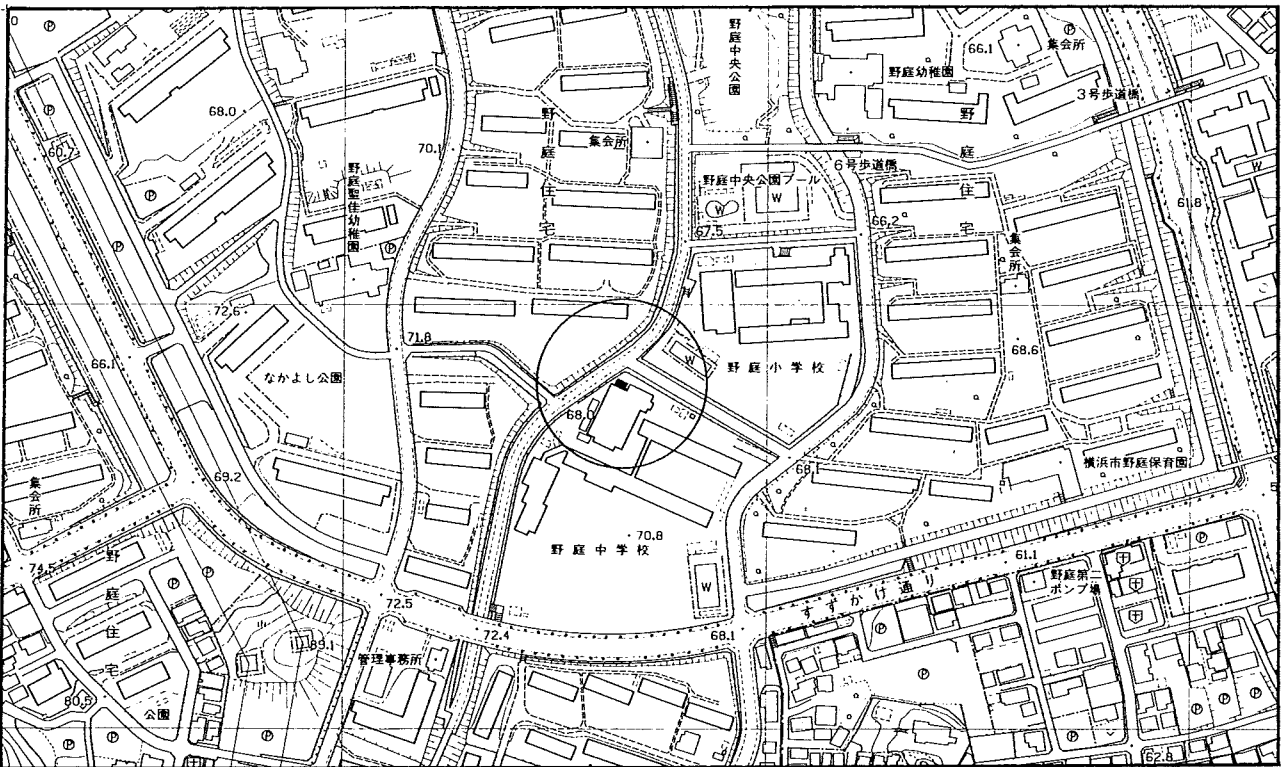 0
Ⓟ
野庭中央公園
野庭幼稚園
66.1
集会所
Ⓟ
3号歩道橋
Ⓟ
68.0
60.7
70.1
野庭住宅
集会所
野庭住宅
6号歩道橋
野庭中央公園プール
W
W
W
Ⓟ
野庭聖佳幼稚園
Ⓟ
67.5
66.2
集会所
61.8
Ⓟ
72.6
71.8
66.1
なかよし公園
W
野庭小学校
68.6
68.0
69.2
68.1
横浜市野庭保育園
集会所
70.8
野庭中学校
W
61.1
すずかけ通り
野庭第二
ポンプ場
Ⓟ
74.5
野庭住宅
Ⓟ
Ⓟ
72.5
72.4
68.1
Ⓟ
89.1
管理事務所
80.5
公園
Ⓟ
Ⓟ
Ⓟ
Ⓟ
Ⓟ
Ⓟ
Ⓟ
62.8